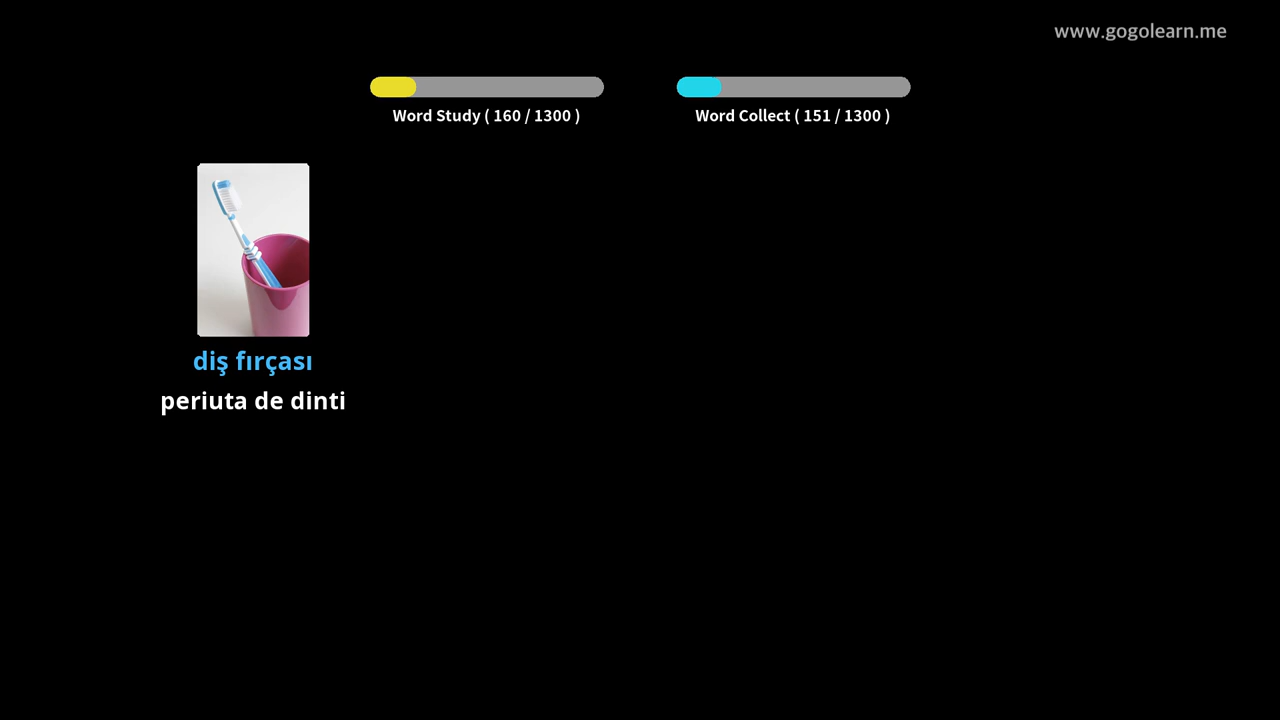 www.gogolearn.me
Word Study ( 160 / 1300 )
Word Collect ( 151 / 1300 )
diş fırçası
periuta de dinti